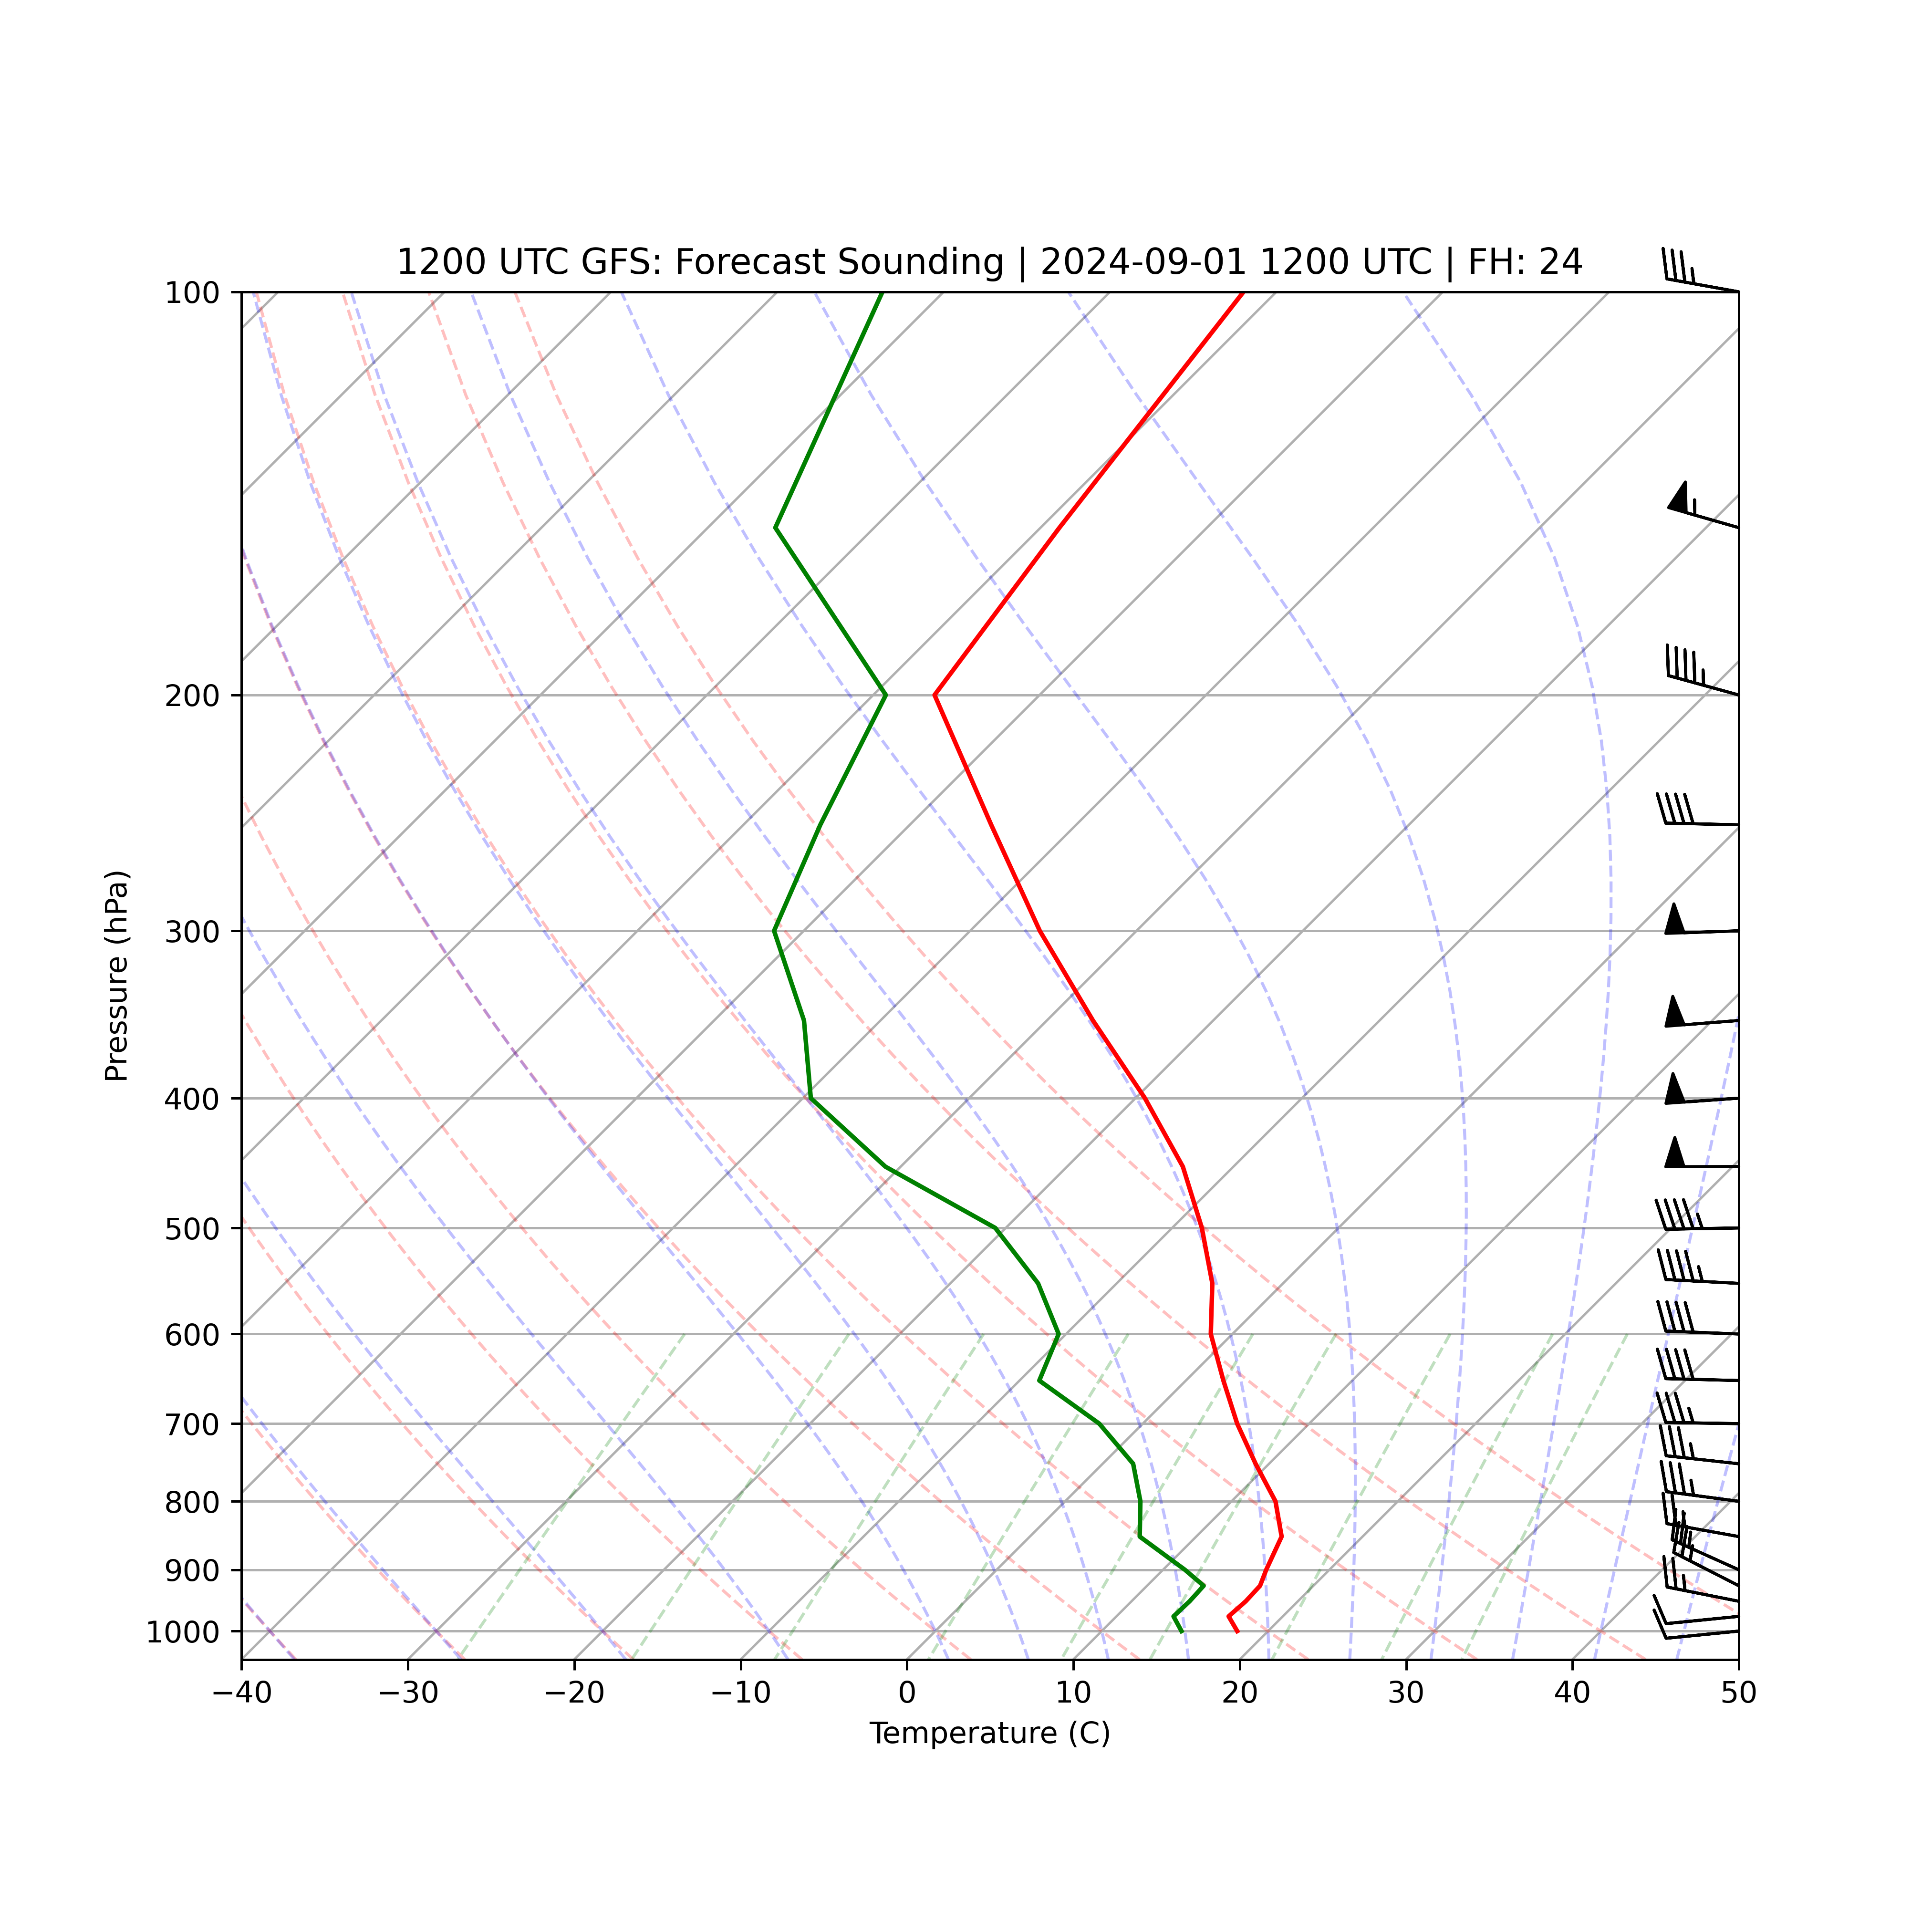 1200 UTC GFS: Forecast Sounding | 2024-09-01 1200 UTC | FH: 24
100
200
300
400
500
600
700
800
900
1000
Pressure (hPa)
−40 −30 −20 −10 0 10 20 30 40 50
Temperature (C)